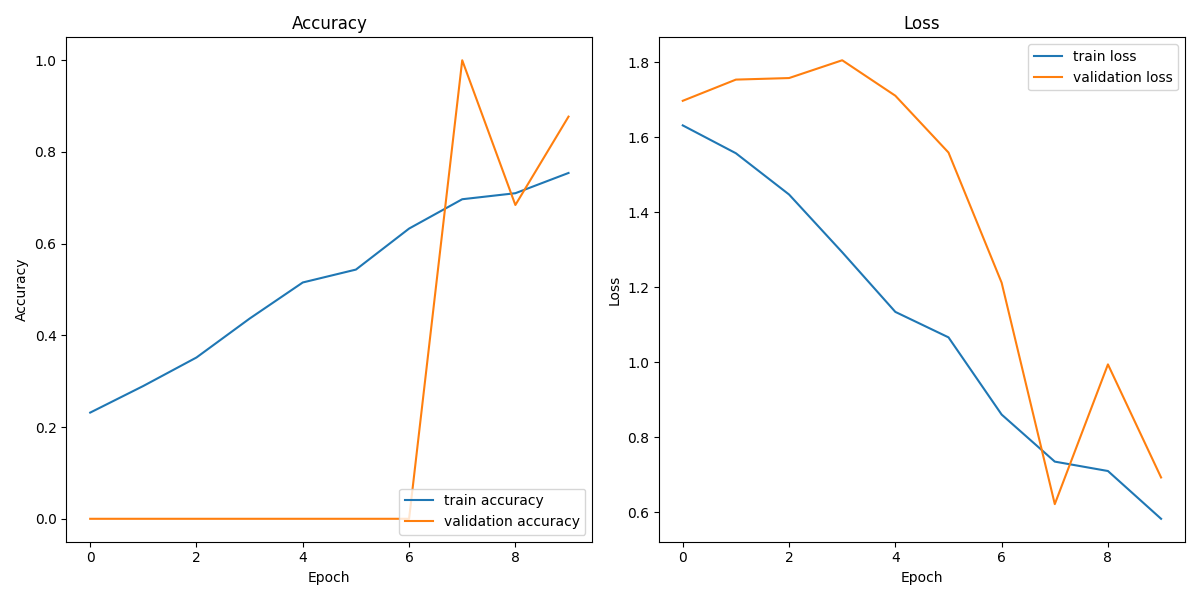 Accuracy
Accuracy
1.0
0.8
0.6
0.4
0.2
0.0
0 2 4 6 8
Epoch
train accuracy
validation accuracy
Loss
Loss
1.8
1.6
1.4
1.2
1.0
0.8
0.6
0 2 4 6 8
Epoch
train loss
validation loss